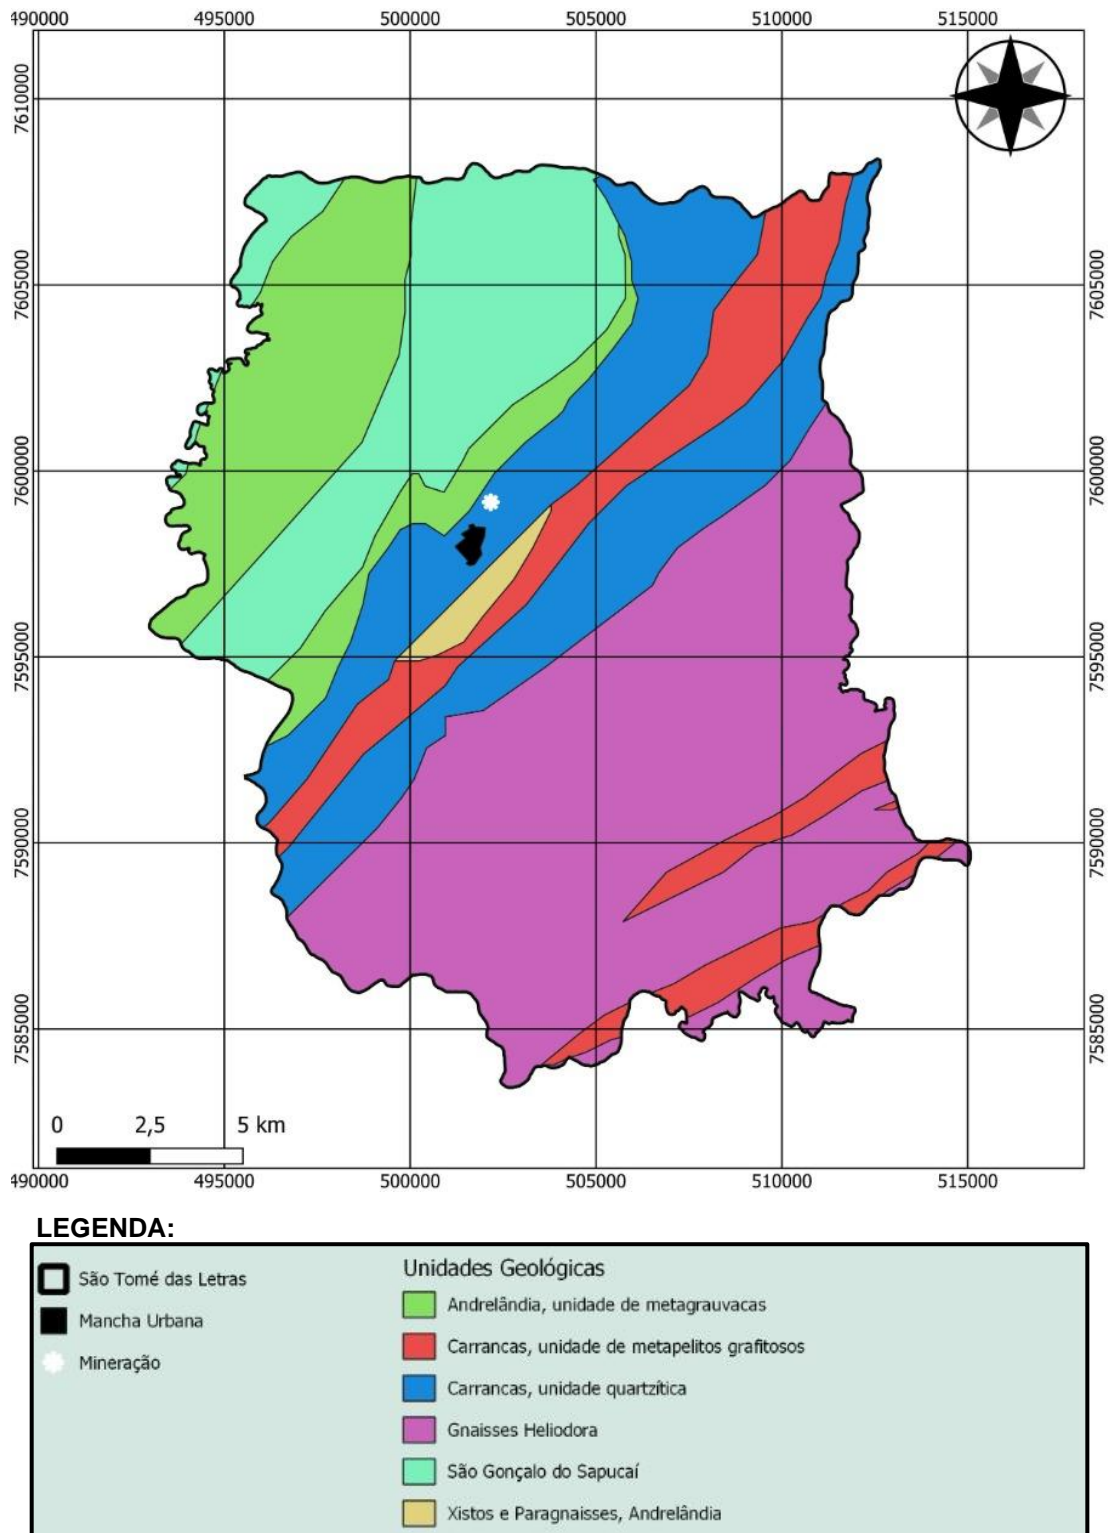 490000 495000 500000 505000 510000 515000
7610000 7610000
7605000 7605000
7600000 7600000
7595000 7595000
7590000 7590000
7585000 7585000
0 2,5 5 km
490000 495000 500000 505000 510000 515000
LEGENDA:
São Tomé das Letras
Mancha Urbana
Mineração
Unidades Geológicas
Andrelândia, unidade de metagrauvacas
Carrancas, unidade de metapelitos grafitosos
Carrancas, unidade quartzítica
Gnaisses Heliodora
São Gonçalo do Sapucaí
Xistos e Paragnaisses, Andrelândia